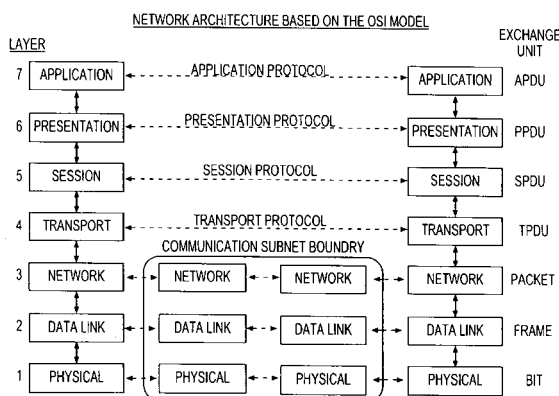 NETWORK ARCHITECTURE BASED ON THE OSI MODEL
LAYER
EXCHANGE
UNIT
7 APPLICATION APPLICATION PROTOCOL APPLICATION APDU
6 PRESENTATION PRESENTATION PROTOCOL PRESENTATION PPDU
5 SESSION SESSION PROTOCOL SESSION SPDU
4 TRANSPORT TRANSPORT PROTOCOL TRANSPORT TPDU
COMMUNICATION SUBNET BOUNDRY
3 NETWORK NETWORK NETWORK NETWORK PACKET
2 DATA LINK DATA LINK DATA LINK DATA LINK FRAME
1 PHYSICAL PHYSICAL PHYSICAL PHYSICAL BIT